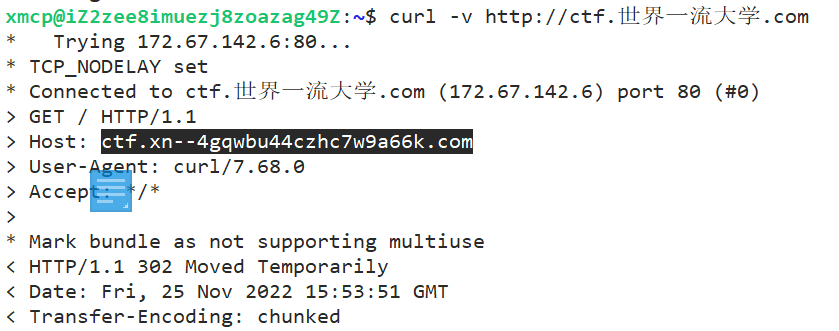 xmcp@iZ2zee8imuezj8zoazag49Z:~$ curl -v http://ctf.世界一流大学.com
*   Trying 172.67.142.6:80...
* TCP_NODELAY set
* Connected to ctf.世界一流大学.com (172.67.142.6) port 80 (#0)
> GET / HTTP/1.1
> Host: ctf.xn--4gqwbu44czhc7w9a66k.com
> User-Agent: curl/7.68.0
> Accept: */*
>
* Mark bundle as not supporting multiuse
< HTTP/1.1 302 Moved Temporarily
< Date: Fri, 25 Nov 2022 15:53:51 GMT
< Transfer-Encoding: chunked